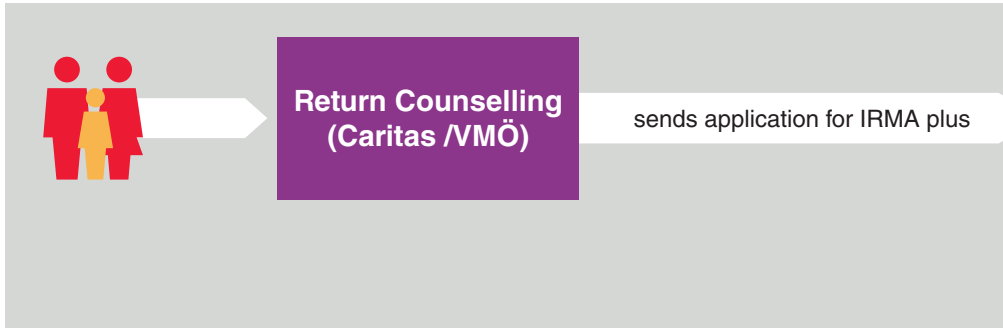 Return Counselling
(Caritas /VMÖ)
sends application for IRMA plus